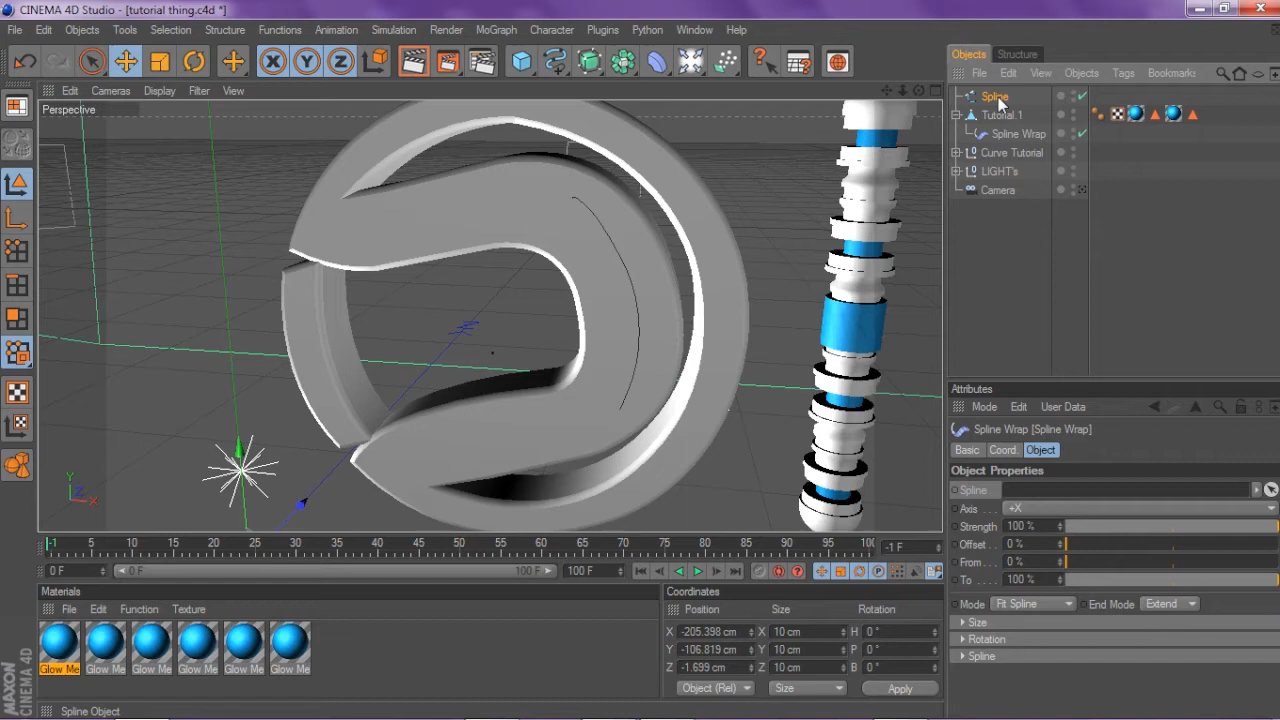 CINEMA 4D Studio - [tutorial thing.c4d *]
File Edit Objects Tools Selection Structure Functions Animation Simulation Render MoGraph Character Plugins Python Window Help
X Y Z
Edit Cameras Display Filter View
Perspective
Y Z X
Objects Structure
File Edit View Objects Tags Bookmarks
Spline
Tutorial.1
Spline Wrap
Curve Tutorial
LIGHT's
Camera
Attributes
Mode Edit User Data
Spline Wrap [Spline Wrap]
Basic Coord. Object
Object Properties
Spline
Axis . . . +X
Strength 100 %
Offset . . 0 %
From. . . 0 %
To . . . . 100 %
Mode Fit Spline End Mode Extend
Size
Rotation
Spline
-1 5 10 15 20 25 30 35 40 45 50 55 60 65 70 75 80 85 90 95 100 -1 F
0 F 0 F 100 F 100 F
Materials
File Edit Function Texture
Glow Me Glow Me Glow Me Glow Me Glow Me Glow Me
Coordinates
Position Size Rotation
X -205.398 cm X 10 cm H 0 °
Y -106.819 cm Y 10 cm P 0 °
Z -1.699 cm Z 10 cm B 0 °
Object (Rel) Size Apply
MAXON
CINEMA 4D
Spline Object